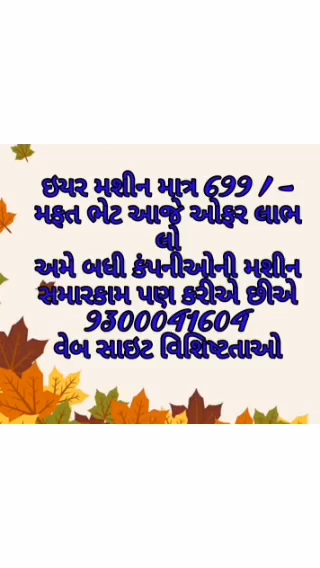 ઇયર મશીન માત્ર 699 / -
મફત ભેટ આજે ઓફર લાભ
લો
અમે બધી કંપનીઓની મશીન
સમારકામ પણ કરીએ છીએ
9300041604
વેબ સાઇટ વિશિષ્ટતાઓ